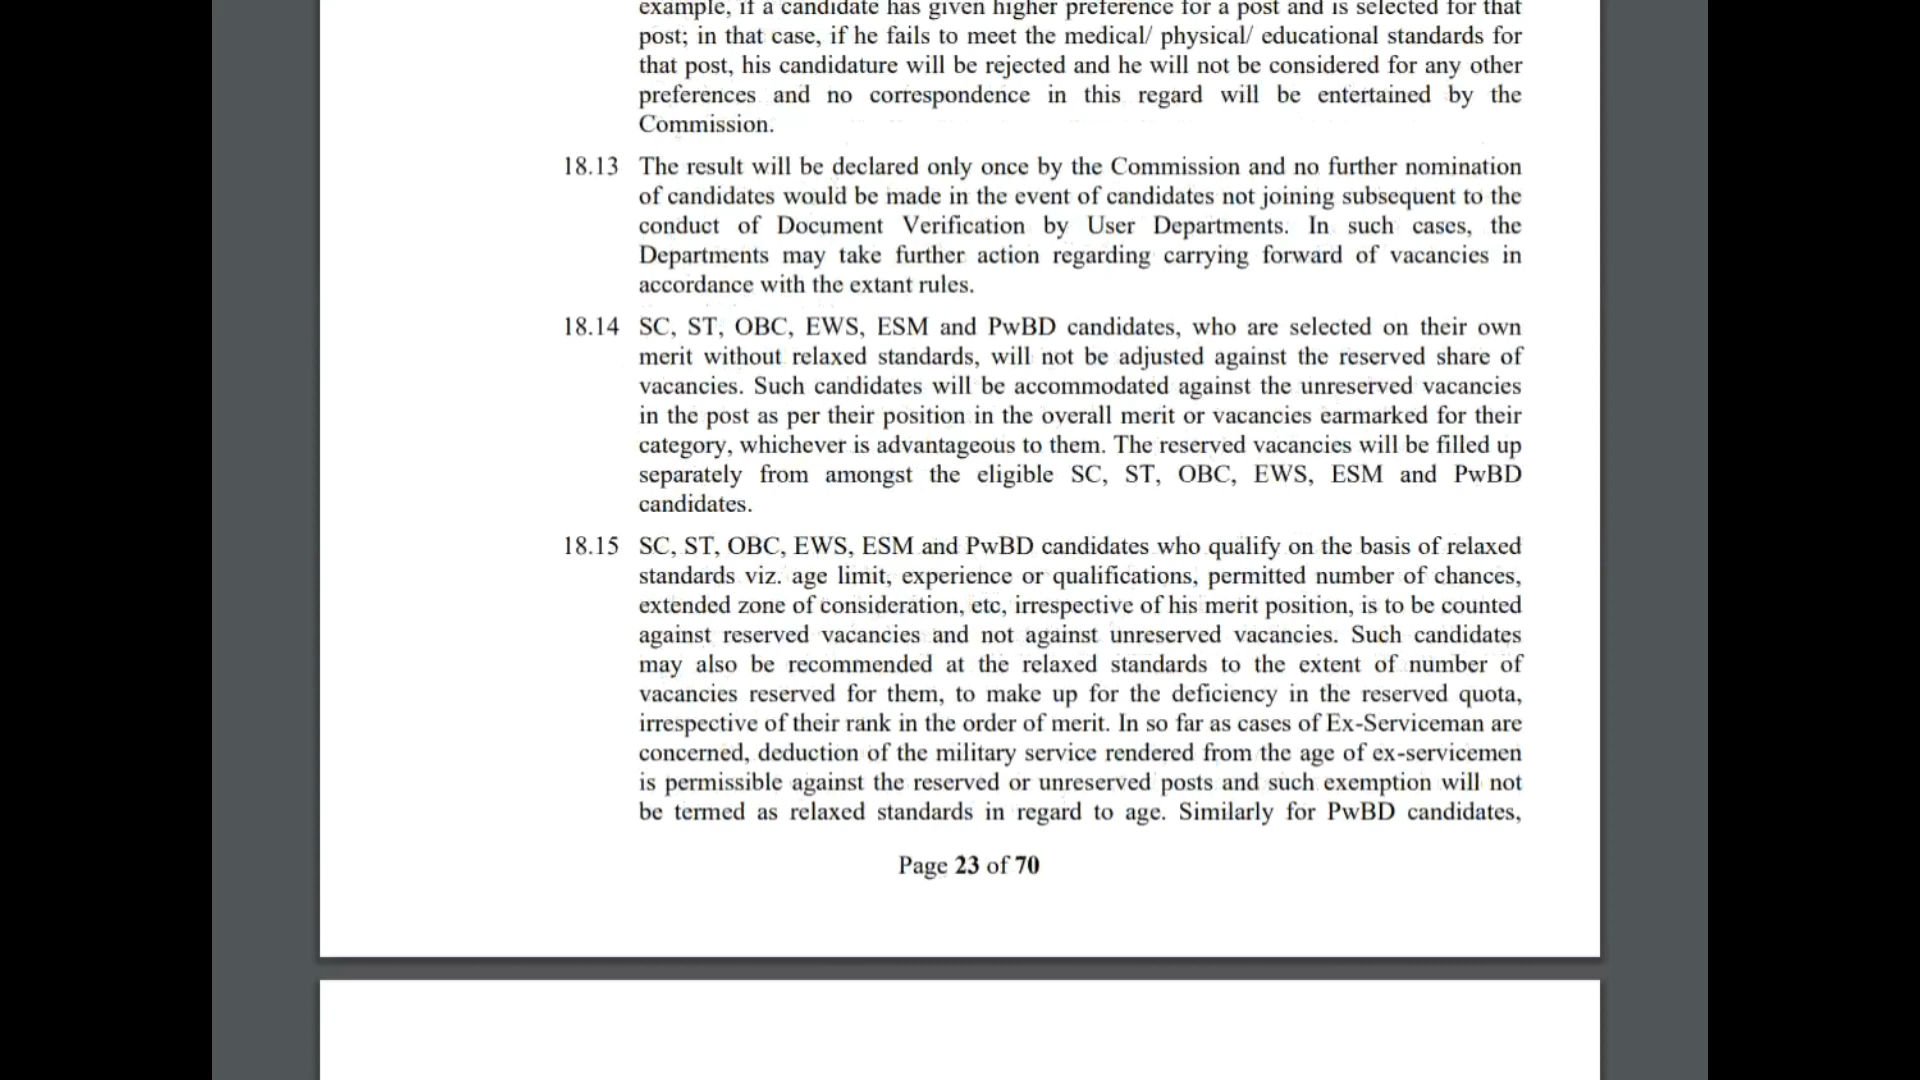 example, if a candidate has given higher preference for a post and is selected for that
post; in that case, if he fails to meet the medical/ physical/ educational standards for
that post, his candidature will be rejected and he will not be considered for any other
preferences and no correspondence in this regard will be entertained by the
Commission.
18.13 The result will be declared only once by the Commission and no further nomination
of candidates would be made in the event of candidates not joining subsequent to the
conduct of Document Verification by User Departments. In such cases, the
Departments may take further action regarding carrying forward of vacancies in
accordance with the extant rules.
18.14 SC, ST, OBC, EWS, ESM and PwBD candidates, who are selected on their own
merit without relaxed standards, will not be adjusted against the reserved share of
vacancies. Such candidates will be accommodated against the unreserved vacancies
in the post as per their position in the overall merit or vacancies earmarked for their
category, whichever is advantageous to them. The reserved vacancies will be filled up
separately from amongst the eligible SC, ST, OBC, EWS, ESM and PwBD
candidates.
18.15 SC, ST, OBC, EWS, ESM and PwBD candidates who qualify on the basis of relaxed
standards viz. age limit, experience or qualifications, permitted number of chances,
extended zone of consideration, etc, irrespective of his merit position, is to be counted
against reserved vacancies and not against unreserved vacancies. Such candidates
may also be recommended at the relaxed standards to the extent of number of
vacancies reserved for them, to make up for the deficiency in the reserved quota,
irrespective of their rank in the order of merit. In so far as cases of Ex-Serviceman are
concerned, deduction of the military service rendered from the age of ex-servicemen
is permissible against the reserved or unreserved posts and such exemption will not
be termed as relaxed standards in regard to age. Similarly for PwBD candidates,
Page 23 of 70